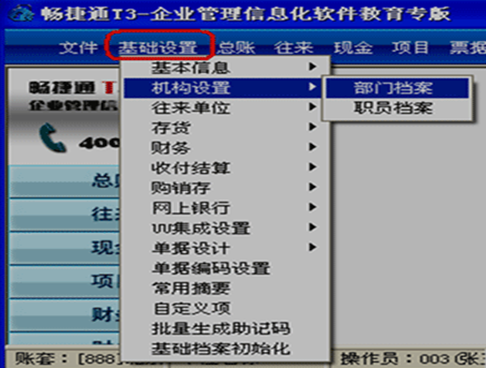 畅捷通T3-企业管理信息化软件教育专版
文件 基础设置 总账 往来 现金 项目 票据
畅捷通 T
企业管理信
400
基本信息
机构设置
部门档案
职员档案
往来单位
存货
财务
收付结算
购销存
网上银行
UU集成设置
单据设计
单据编码设置
常用摘要
自定义项
批量生成助记码
基础档案初始化
总
往
现
项
财
账套: [888]
操作员: 003 (张